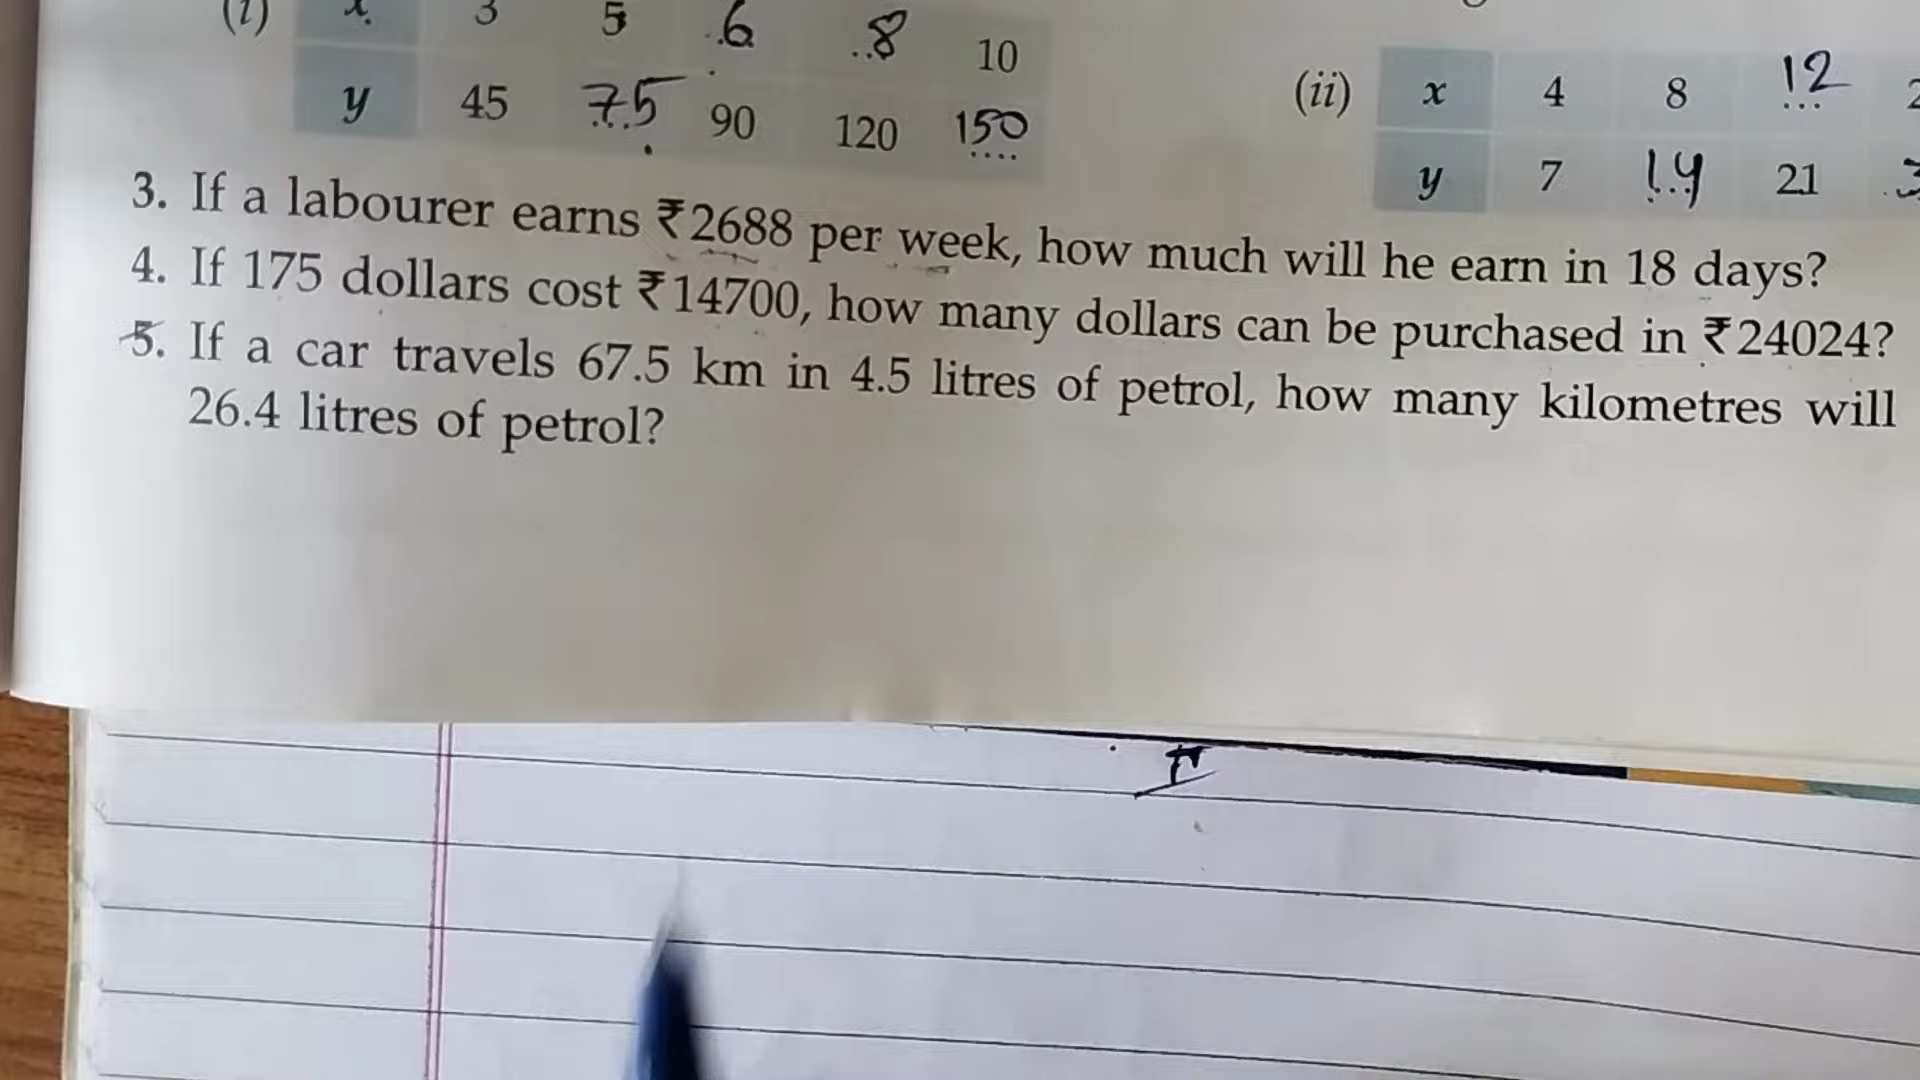 (i) x 3 5 6 8 10
y 45 75 90 120 150
(ii) x 4 8 12
y 7 14 21
3. If a labourer earns ₹2688 per week, how much will he earn in 18 days?
4. If 175 dollars cost ₹14700, how many dollars can be purchased in ₹24024?
5. If a car travels 67.5 km in 4.5 litres of petrol, how many kilometres will
26.4 litres of petrol?